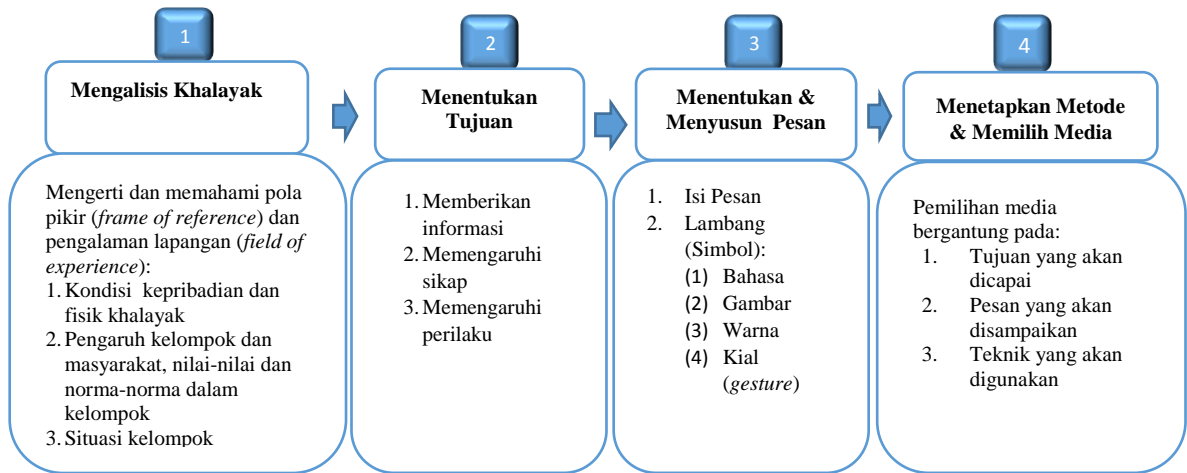 1
Mengalisis Khalayak
Mengerti dan memahami pola
pikir (frame of reference) dan
pengalaman lapangan (field of
experience):
1. Kondisi kepribadian dan
fisik khalayak
2. Pengaruh kelompok dan
masyarakat, nilai-nilai dan
norma-norma dalam
kelompok
3. Situasi kelompok
2
Menentukan
Tujuan
1. Memberikan
informasi
2. Memengaruhi
sikap
3. Memengaruhi
perilaku
3
Menentukan &
Menyusun Pesan
1. Isi Pesan
2. Lambang
(Simbol):
(1) Bahasa
(2) Gambar
(3) Warna
(4) Kial
(gesture)
4
Menetapkan Metode
& Memilih Media
Pemilihan media
bergantung pada:
1. Tujuan yang akan
dicapai
2. Pesan yang akan
disampaikan
3. Teknik yang akan
digunakan